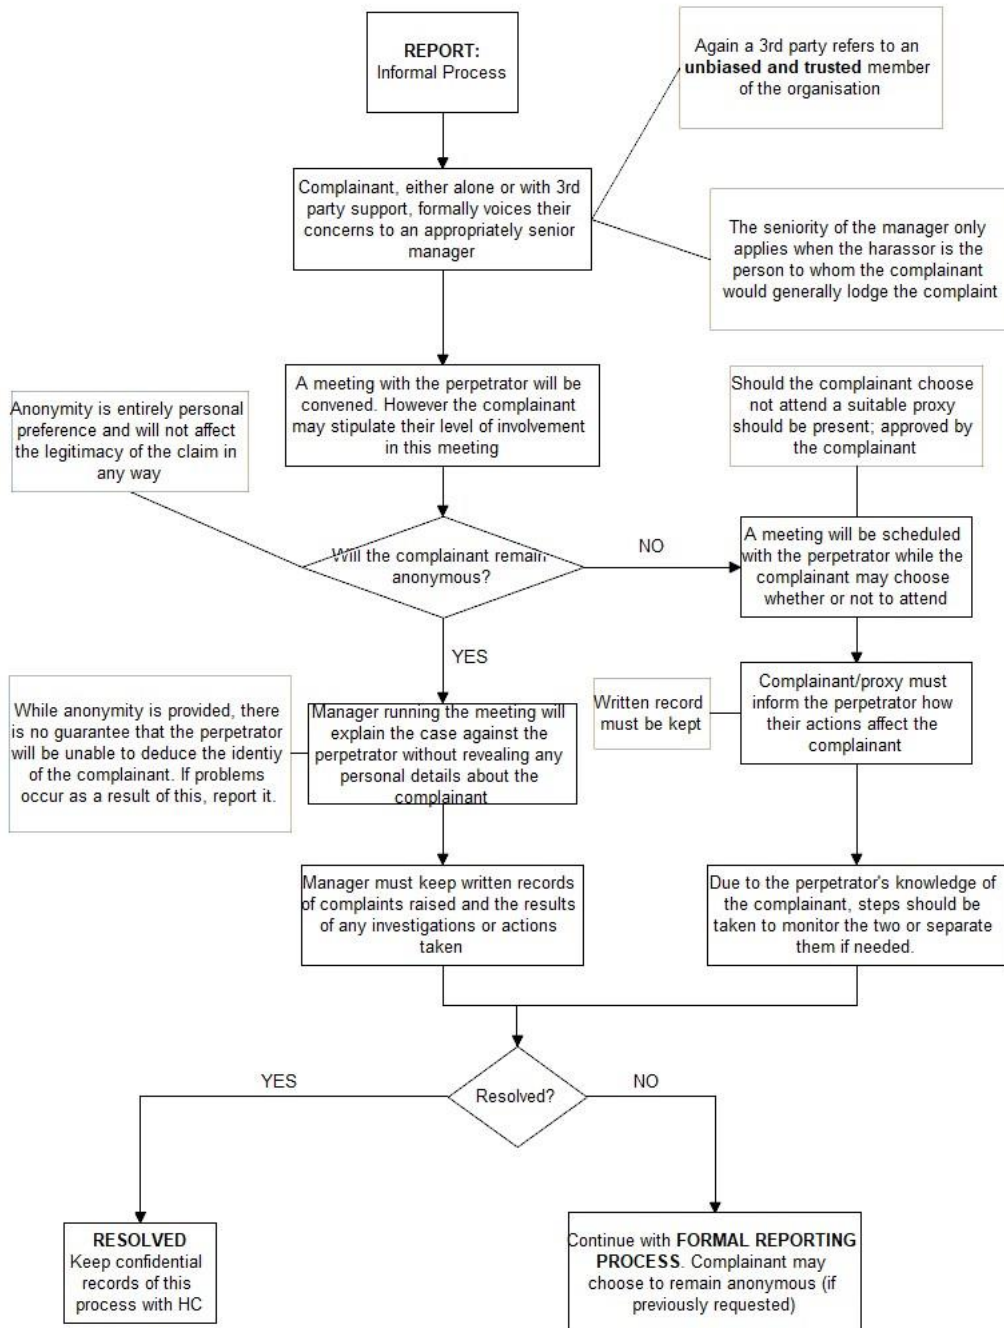 REPORT:
Informal Process
Again a 3rd party refers to an
unbiased and trusted member
of the organisation
Complainant, either alone or with 3rd
party support, formally voices their
concerns to an appropriately senior
manager
The seniority of the manager only
applies when the harassor is the
person to whom the complainant
would generally lodge the complaint
A meeting with the perpetrator will be
convened. However the complainant
may stipulate their level of involvement
in this meeting
Anonymity is entirely personal
preference and will not affect
the legitimacy of the claim in
any way
Should the complainant choose
not attend a suitable proxy
should be present; approved by
the complainant
Will the complainant remain
anonymous?
NO
A meeting will be scheduled
with the perpetrator while the
complainant may choose
whether or not to attend
YES
While anonymity is provided, there
is no guarantee that the perpetrator
will be unable to deduce the identiy
of the complainant. If problems
occur as a result of this, report it.
Manager running the meeting will
explain the case against the
perpetrator without revealing any
personal details about the
complainant
Written record
must be kept
Complainant/proxy must
inform the perpetrator how
their actions affect the
complainant
Manager must keep written records
of complaints raised and the results
of any investigations or actions
taken
Due to the perpetrator's knowledge of
the complainant, steps should be
taken to monitor the two or separate
them if needed.
YES
Resolved?
NO
RESOLVED
Keep confidential
records of this
process with HC
Continue with FORMAL REPORTING
PROCESS. Complainant may
choose to remain anonymous (if
previously requested)